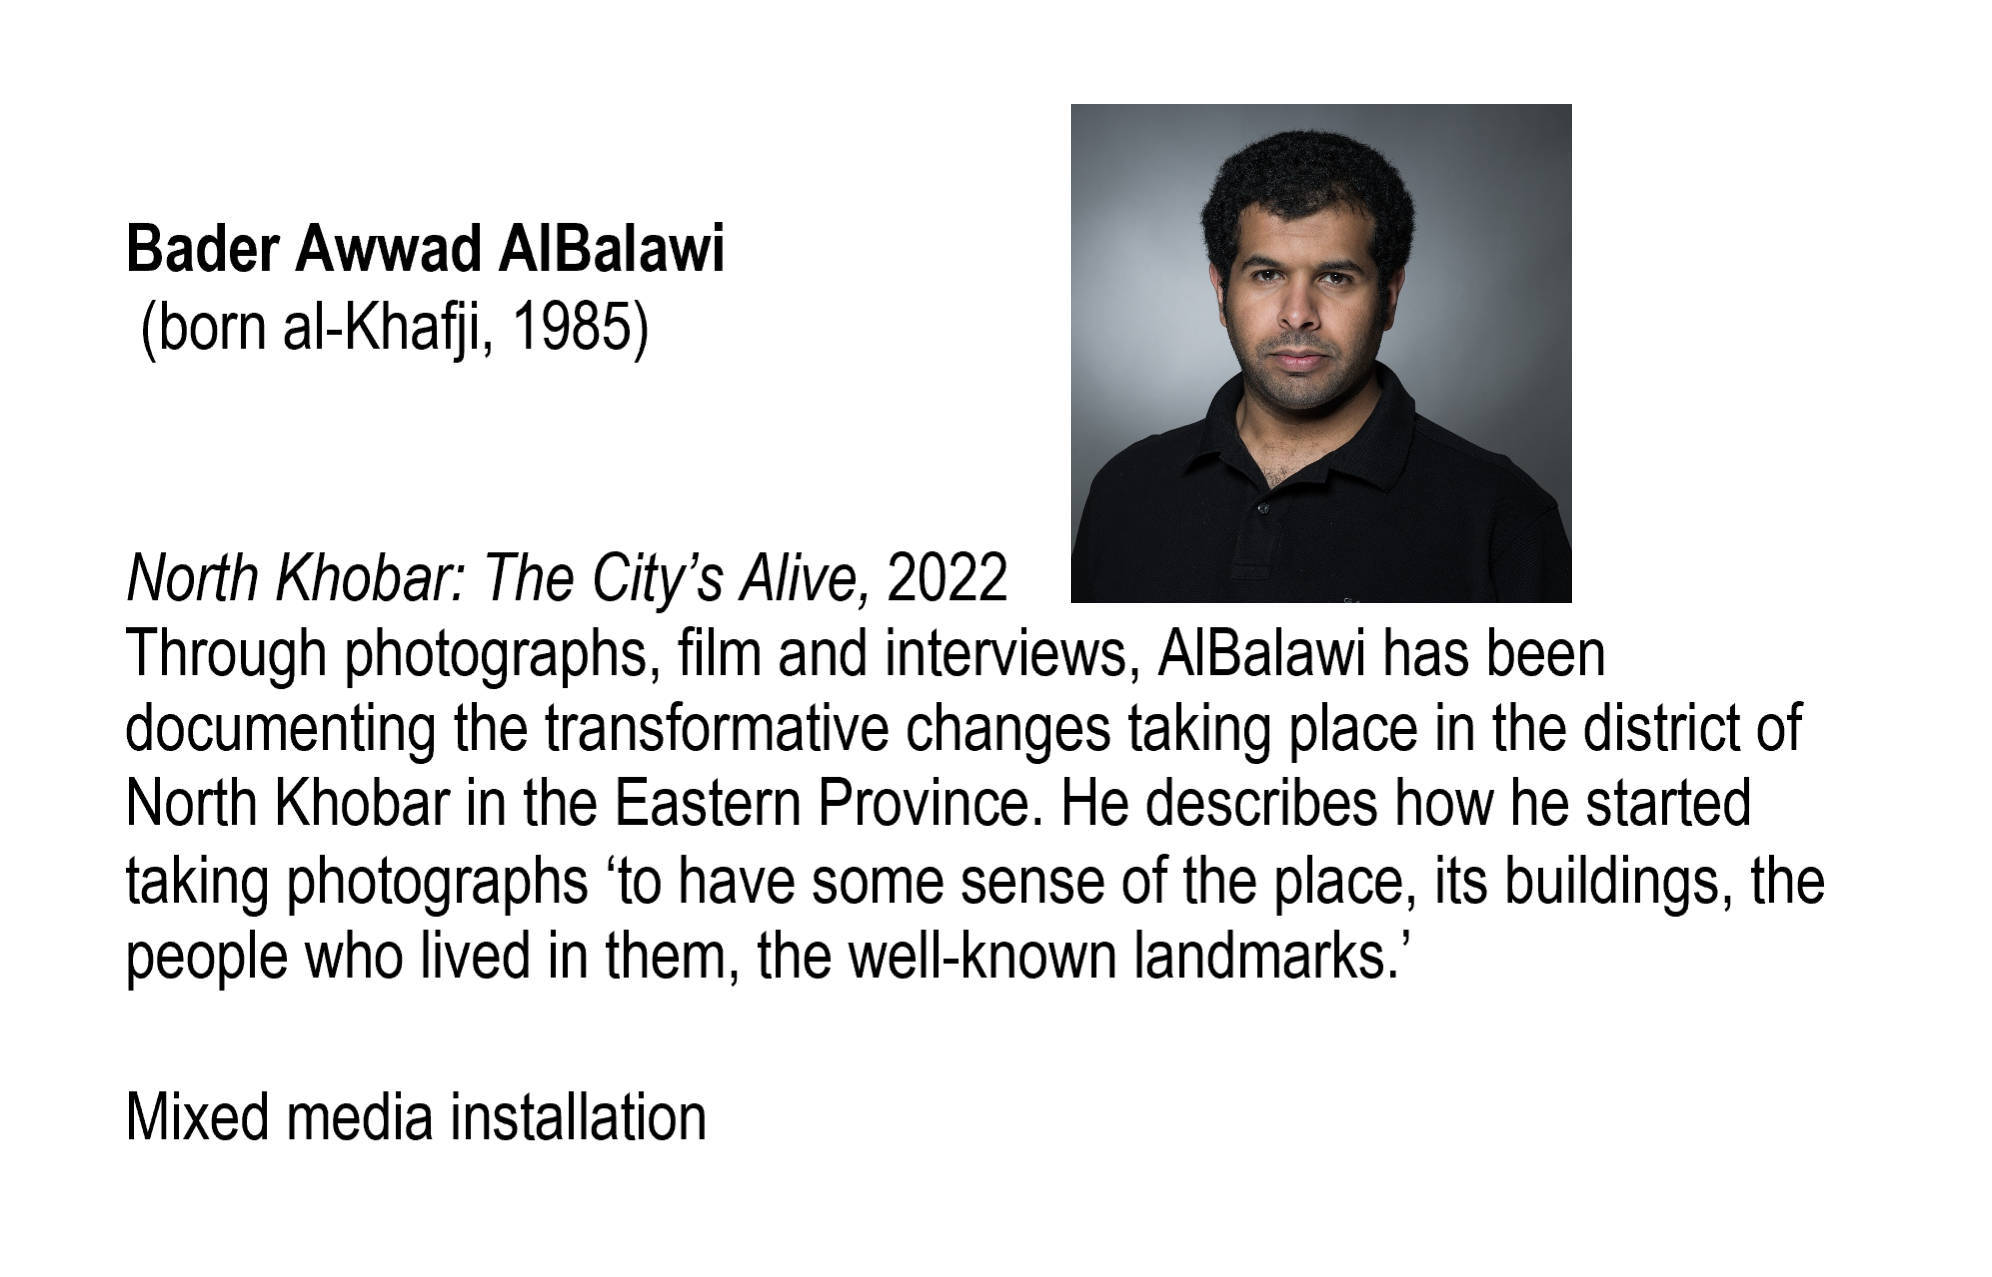 Bader Awwad AlBalawi
(born al-Khafji, 1985)
North Khobar: The City’s Alive, 2022
Through photographs, film and interviews, AlBalawi has been
documenting the transformative changes taking place in the district of
North Khobar in the Eastern Province. He describes how he started
taking photographs ‘to have some sense of the place, its buildings, the
people who lived in them, the well-known landmarks.’
Mixed media installation